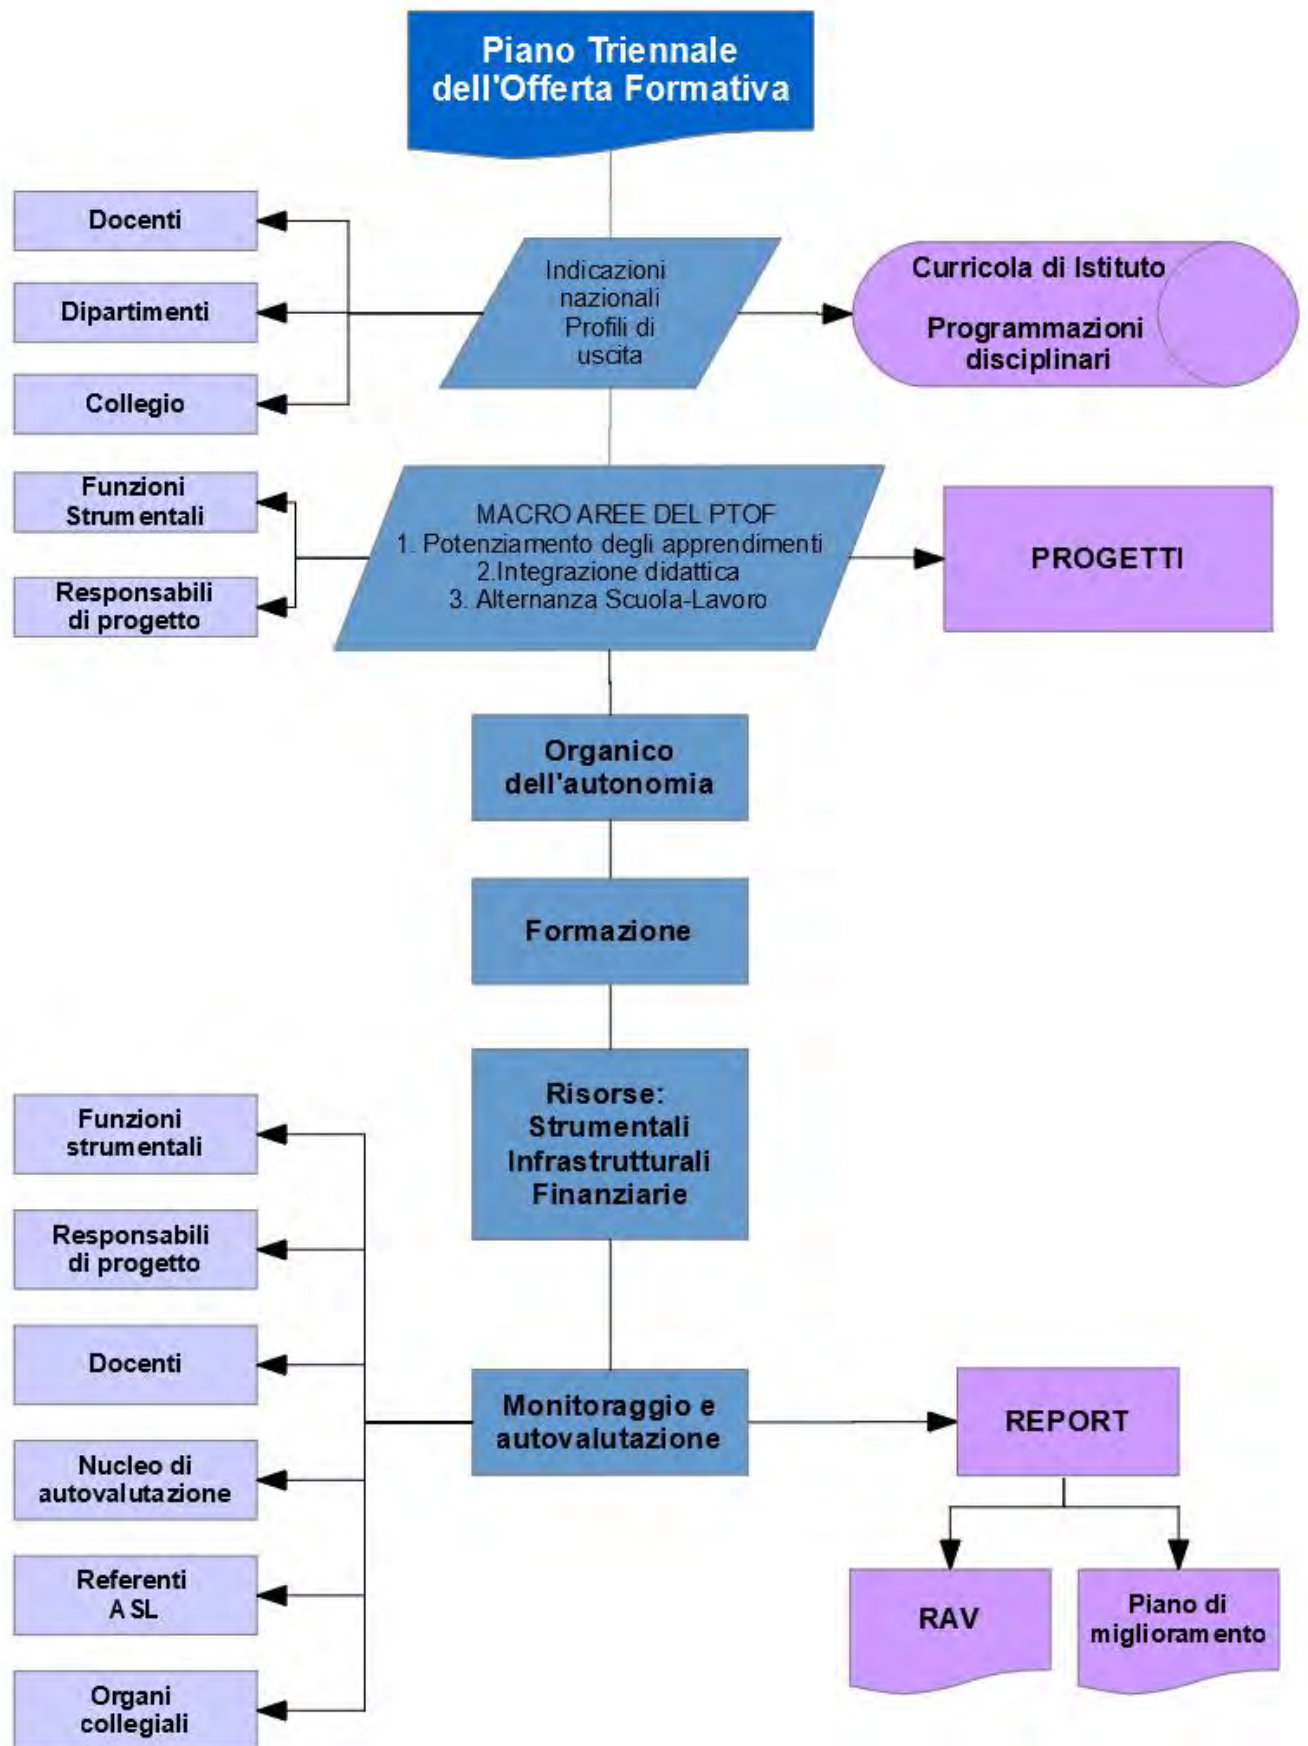 Piano Triennale
dell'Offerta Formativa
Docenti
Dipartimenti
Collegio
Indicazioni
nazionali
Profili di
uscita
Curricola di Istituto
Programmazioni
disciplinari
Funzioni
Strumentali
Responsabili
di progetto
MACRO AREE DEL PTOF
1. Potenziamento degli apprendimenti
2.Integrazione didattica
3. Alternanza Scuola-Lavoro
PROGETTI
Organico
dell'autonomia
Formazione
Risorse:
Strumentali
Infrastrutturali
Finanziarie
Funzioni
strumentali
Responsabili
di progetto
Docenti
Nucleo di
autovalutazione
Referenti
ASL
Organi
collegiali
Monitoraggio e
autovalutazione
REPORT
RAV
Piano di
miglioramento